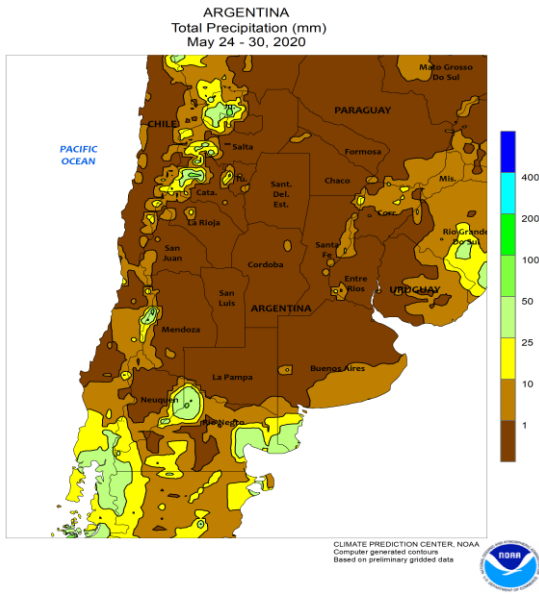 ARGENTINA
Total Precipitation (mm)
May 24 - 30, 2020
Mato Grosso
Do Sul
PARAGUAY
CHILE
PACIFIC
OCEAN
Salta
Formosa
Chaco
Mis.
Cata.
Sant.
Del.
Est.
Corr.
La Rioja
Rio Grande
Do Sul
San
Juan
Santa
Fe
Cordoba
Entre
Rios
URUGUAY
San
Luis
ARGENTINA
Mendoza
La Pampa
Buenos Aires
Neuquen
Rio Negro
400
200
100
50
25
10
1
CLIMATE PREDICTION CENTER, NOAA
Computer generated contours
Based on preliminary gridded data
NOAA